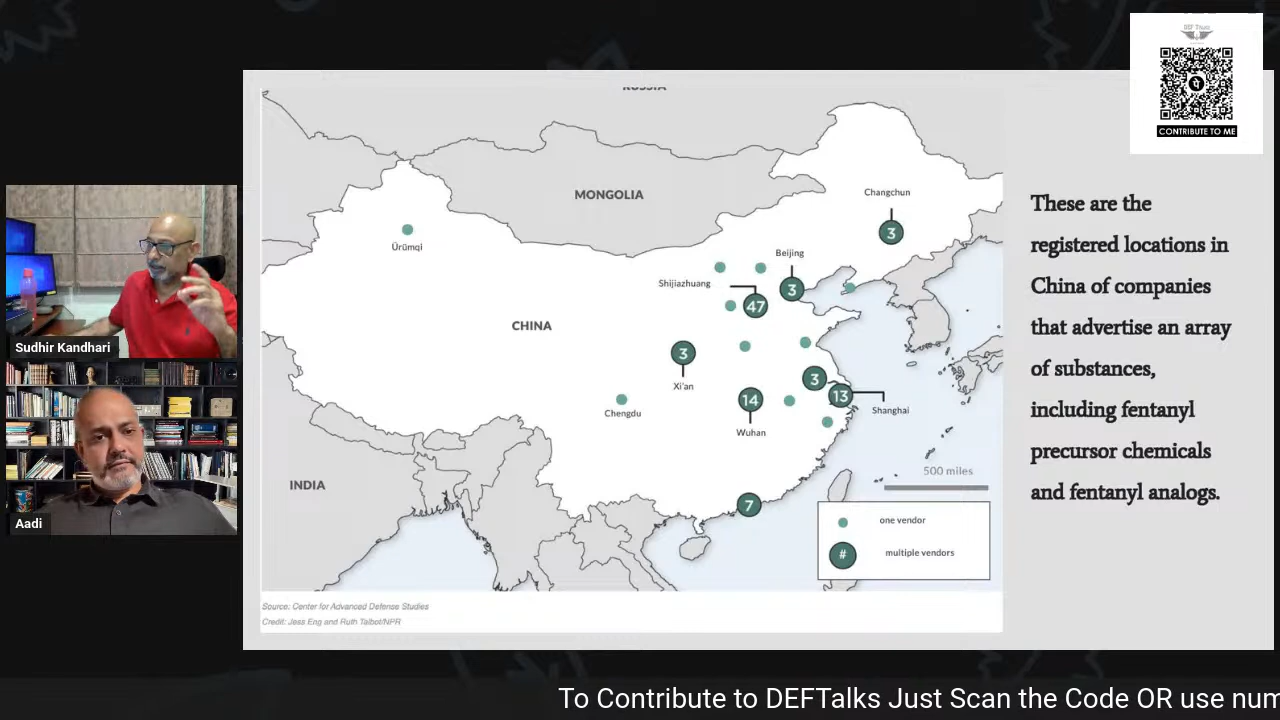 DEF Talks
CONTRIBUTE TO ME
RUSSIA
MONGOLIA
Changchun
3
Ürümqi
Beijing
3
Shijiazhuang
47
CHINA
3
Xi'an
3
13
Shanghai
Chengdu
14
Wuhan
500 miles
INDIA
7
one vendor
#
multiple vendors
Source: Center for Advanced Defense Studies
Credit: Jess Eng and Ruth Talbot/NPR
These are the
registered locations in
China of companies
that advertise an array
of substances,
including fentanyl
precursor chemicals
and fentanyl analogs.
Sudhir Kandhari
Aadi
To Contribute to DEFTalks Just Scan the Code OR use num